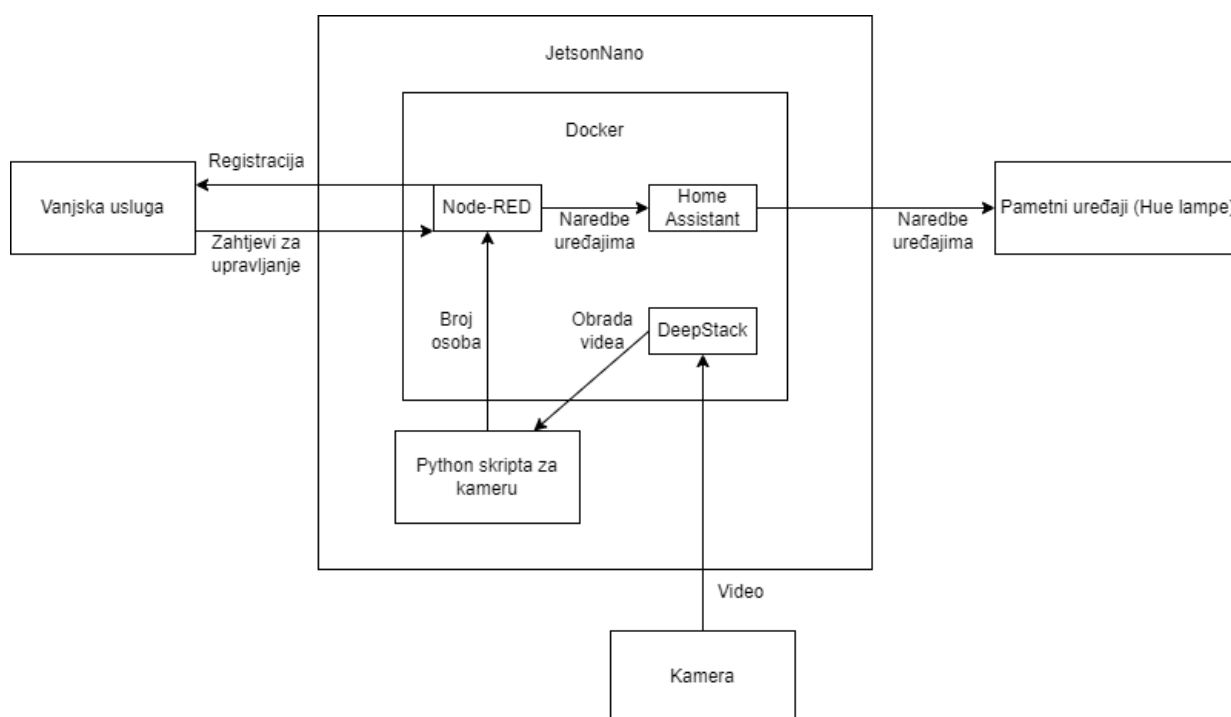 JetsonNano
Docker
Registracija
Vanjska usluga
Zahtjevi za
upravljanje
Node-RED
Naredbe
uređajima
Home
Assistant
Naredbe
uređajima
Pametni uređaji (Hue lampe)
Broj
osoba
Obrada
videa
DeepStack
Python skripta za
kameru
Video
Kamera